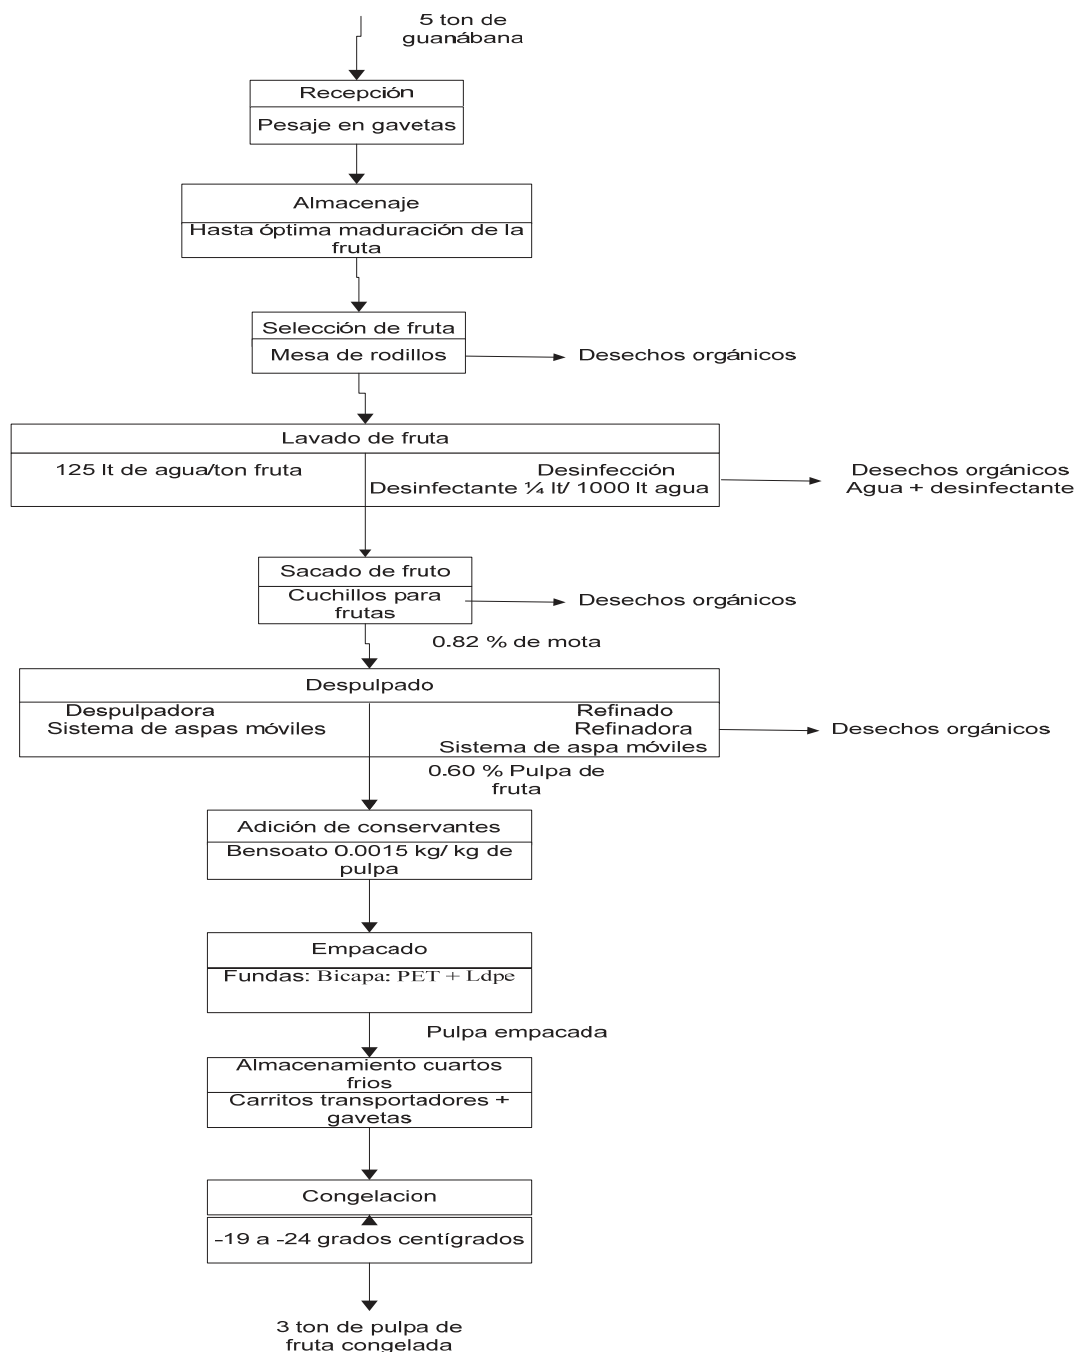 5 ton de
guanábana
Recepción
Pesaje en gavetas
Almacenaje
Hasta óptima maduración de la
fruta
Selección de fruta
Mesa de rodillos
Desechos orgánicos
Lavado de fruta
125 lt de agua/ton fruta
Desinfección
Desinfectante ¼ lt/ 1000 lt agua
Desechos orgánicos
Agua + desinfectante
Sacado de fruto
Cuchillos para
frutas
Desechos orgánicos
0.82 % de mota
Despulpado
Despulpadora
Sistema de aspas móviles
Refinado
Refinadora
Sistema de aspa móviles
Desechos orgánicos
0.60 % Pulpa de
fruta
Adición de conservantes
Bensoato 0.0015 kg/ kg de
pulpa
Empacado
Fundas: Bicapa: PET + Ldpe
Pulpa empacada
Almacenamiento cuartos
frios
Carritos transportadores +
gavetas
Congelacion
-19 a -24 grados centígrados
3 ton de pulpa de
fruta congelada